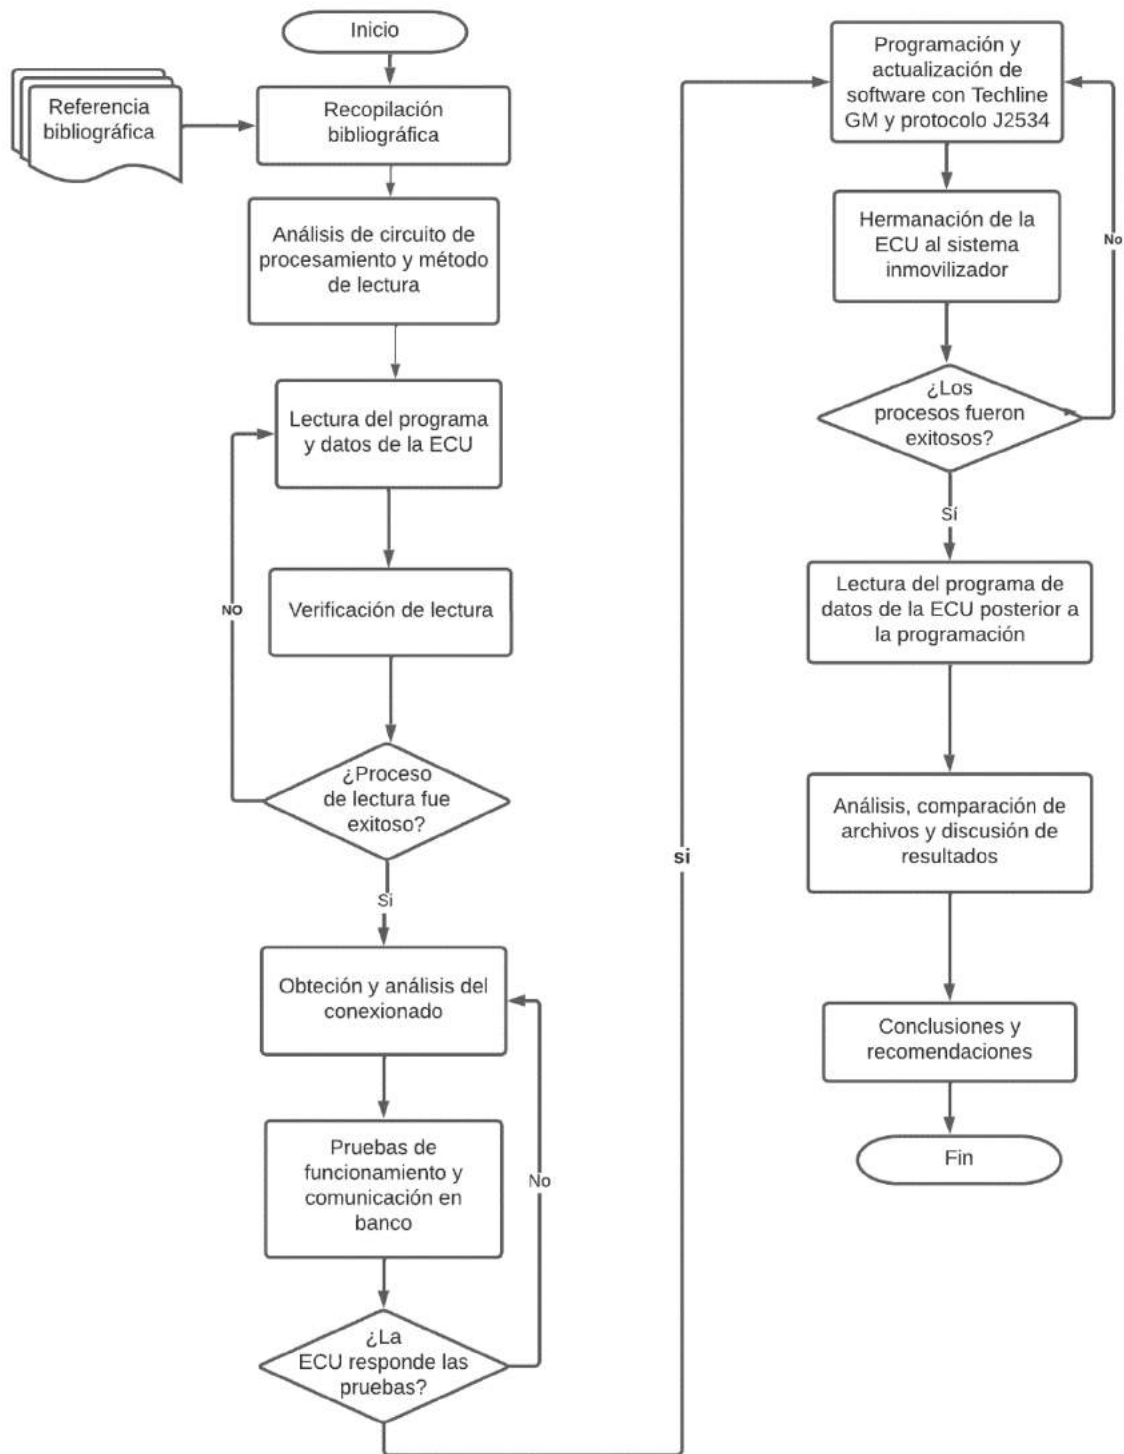 Inicio
Referencia
bibliográfica
Recopilación
bibliográfica
Análisis de circuito de
procesamiento y método
de lectura
Lectura del programa
y datos de la ECU
NO
Verificación de lectura
¿Proceso
de lectura fue
exitoso?
Si
Obteción y análisis del
conexionado
Pruebas de
funcionamiento y
comunicación en
banco
No
¿La
ECU responde las
pruebas?
si
Programación y
actualización de
software con Techline
GM y protocolo J2534
Hermanación de la
ECU al sistema
inmovilizador
No
¿Los
procesos fueron
exitosos?
Sí
Lectura del programa de
datos de la ECU posterior a
la programación
Análisis, comparación de
archivos y discusión de
resultados
Conclusiones y
recomendaciones
Fin